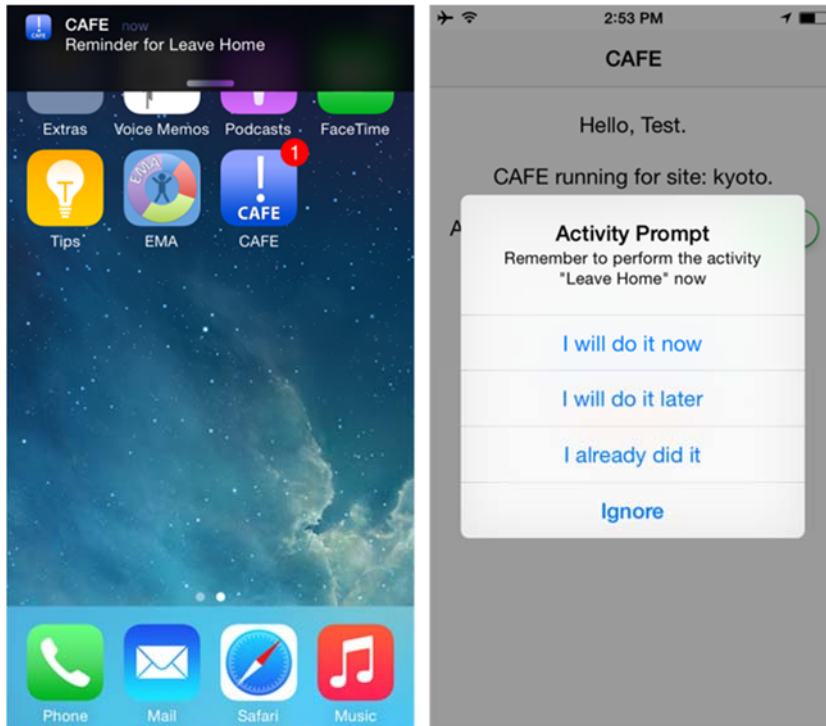 CAFE now
Reminder for Leave Home
Extras Voice Memos Podcasts FaceTime
1
T
EMA
!
CAFE
Tips EMA CAFE
Phone Mail Safari Music
2:53 PM
CAFE
Hello, Test.
CAFE running for site: kyoto.
A
Activity Prompt
Remember to perform the activity
"Leave Home" now
I will do it now
I will do it later
I already did it
Ignore